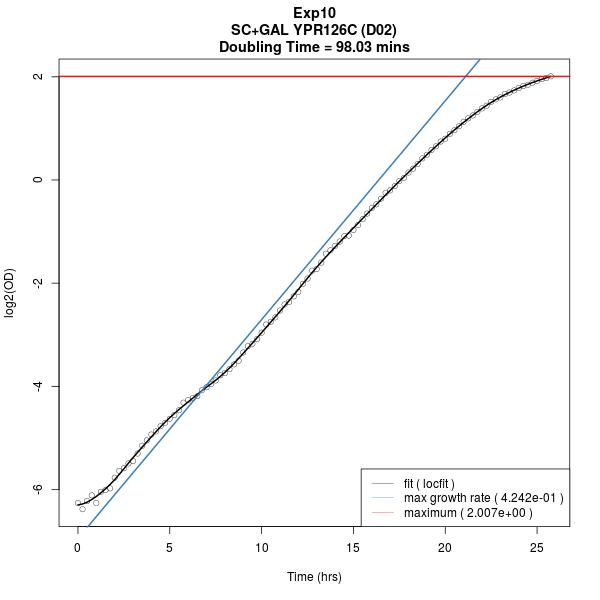 Exp10
SC+GAL YPR126C (D02)
Doubling Time = 98.03 mins
log2(OD)
2
0
-2
-4
-6
fit ( locfit )
max growth rate ( 4.242e-01 )
maximum ( 2.007e+00 )
0 5 10 15 20 25
Time (hrs)